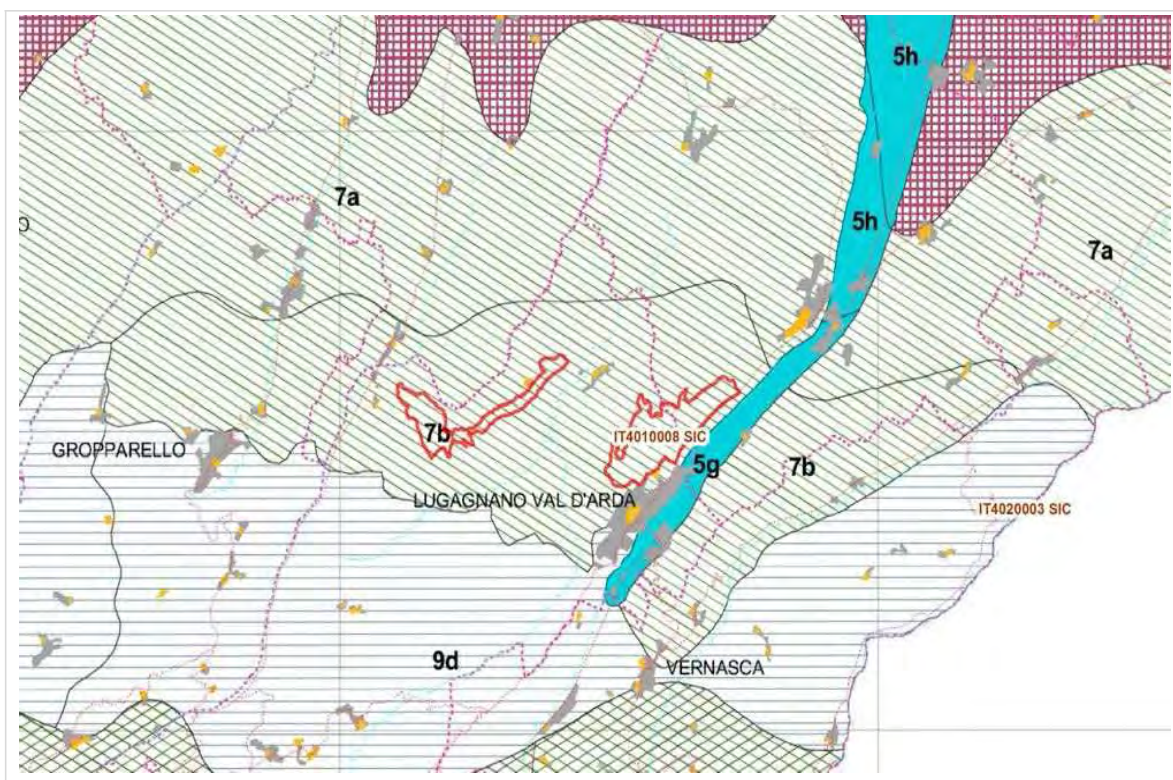 5h
7a
5h
7a
7b
IT4010008 SIC
GROPPARELLO
5g
7b
LUGAGNANO VAL D'ARDA
IT4020003 SIC
9d
VERNASCA